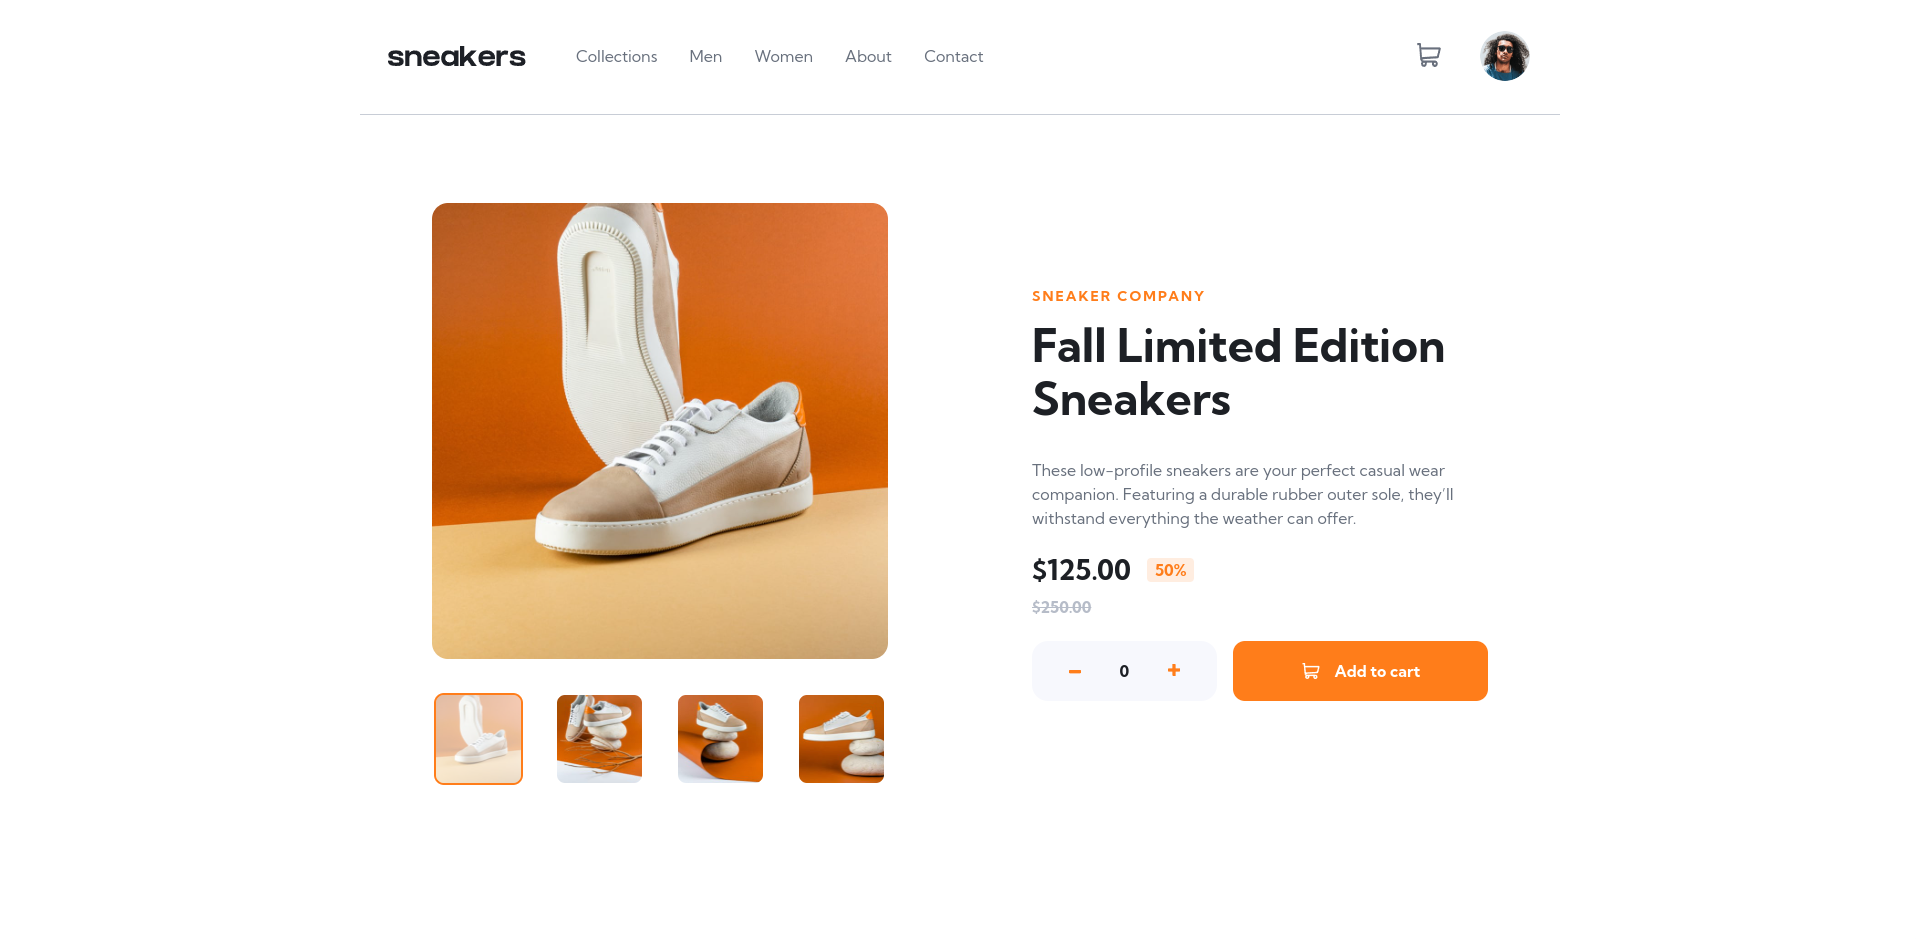 sneakers
Collections Men Women About Contact
SNEAKER COMPANY
Fall Limited Edition
Sneakers
These low-profile sneakers are your perfect casual wear
companion. Featuring a durable rubber outer sole, they’ll
withstand everything the weather can offer.
$125.00 50%
$250.00
0 Add to cart